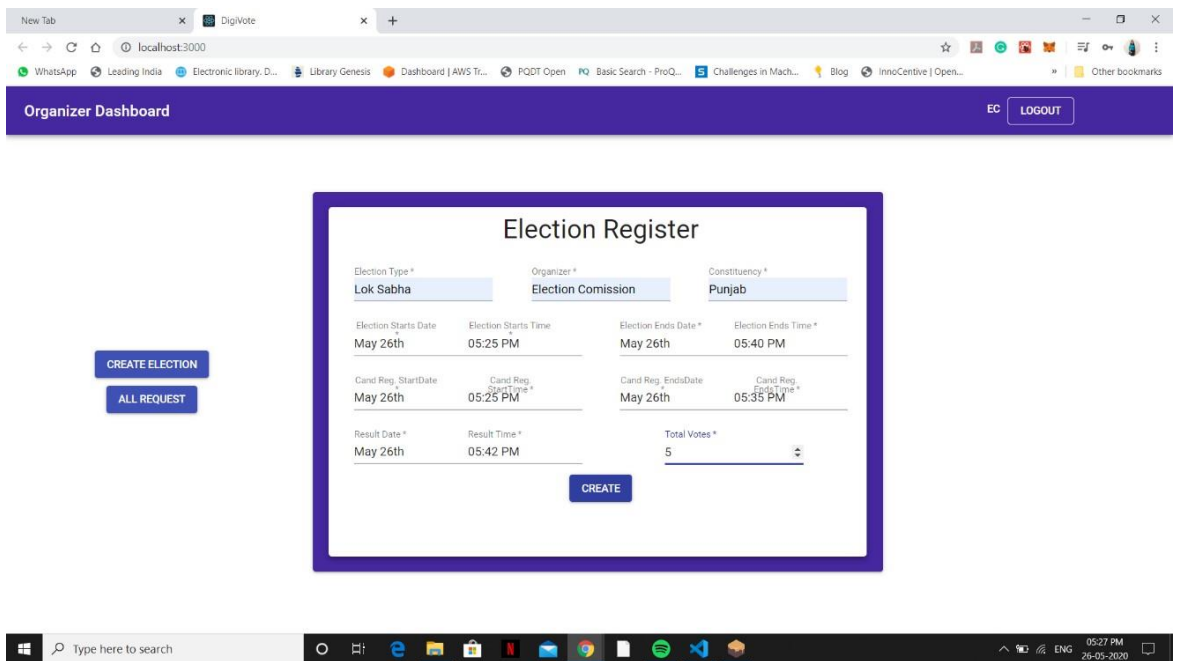 New Tab
DigiVote
localhost:3000
WhatsApp Leading India Electronic library. D... Library Genesis Dashboard | AWS Tr... PQDT Open PQ Basic Search - ProQ... S Challenges in Mach... Blog InnoCentive | Open... » Other bookmarks
Organizer Dashboard EC LOGOUT
Election Register
Election Type * Organizer * Constituency *
Lok Sabha Election Comission Punjab
Election Starts Date * Election Starts Time * Election Ends Date * Election Ends Time *
May 26th 05:25 PM May 26th 05:40 PM
CREATE ELECTION
ALL REQUEST
Cand Reg. StartDate * Cand Reg. StartTime * Cand Reg. EndsDate * Cand Reg. EndsTime *
May 26th 05:25 PM May 26th 05:35 PM
Result Date * Result Time * Total Votes *
May 26th 05:42 PM 5
CREATE
Type here to search
N
ENG
05:27 PM
26-05-2020